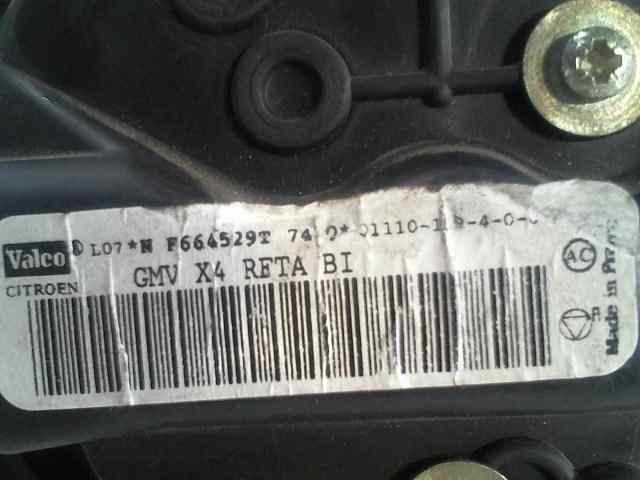 Valeo L07*N F664529T 74
CITROEN
GMV X4 RETA BI
AC
R
Made in France